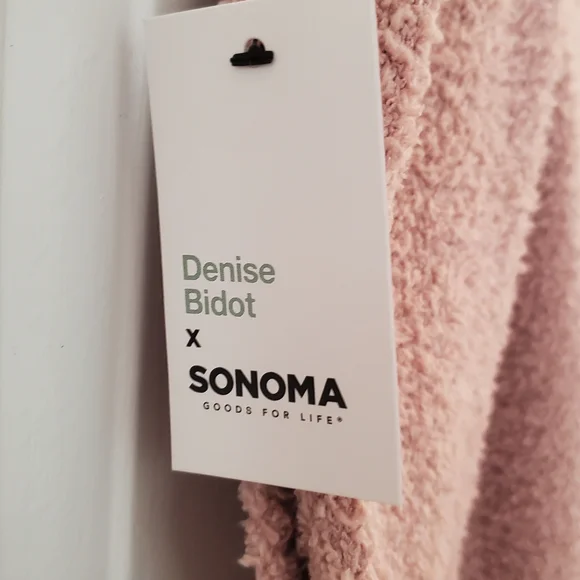 Denise
Bidot
x
SONOMA
GOODS FOR LIFE®